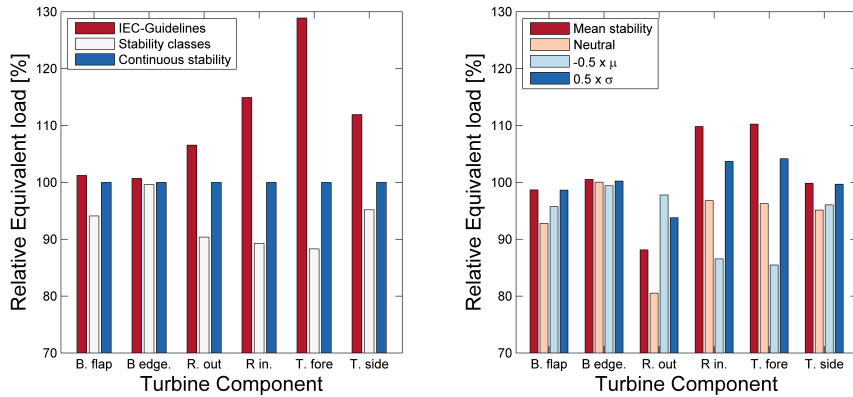 130
120
110
100
90
80
70
Relative Equivalent load [%]
IEC-Guidelines
Stability classes
Continuous stability
B. flap
B edge.
R. out
R in.
T. fore
T. side
Turbine Component
130
120
110
100
90
80
70
Relative Equivalent load [%]
Mean stability
Neutral
-0.5 x μ
0.5 x σ
B. flap
B edge.
R. out
R in.
T. fore
T. side
Turbine Component